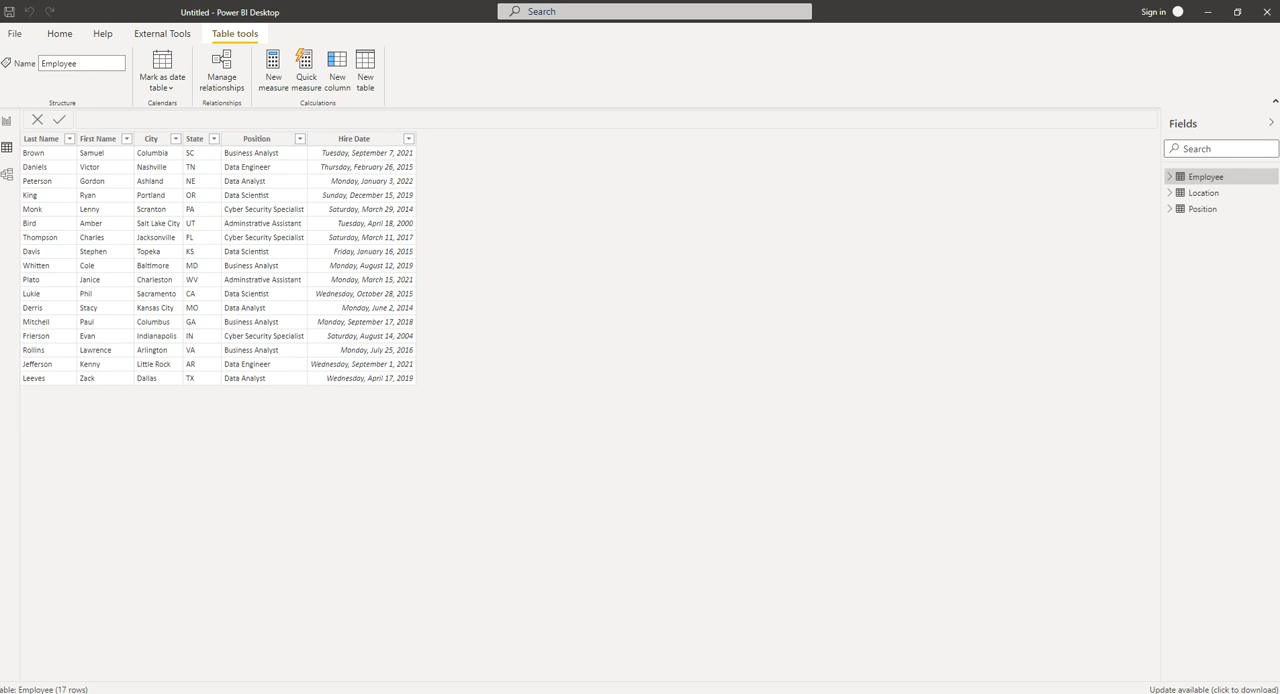 Untitled - Power BI Desktop
Search
Sign in
File Home Help External Tools Table tools
Name Employee
Mark as date table
Manage relationships
New measure
Quick measure
New column
New table
Structure Calendars Relationships Calculations
Fields
Search
Employee
Location
Position
Last Name First Name City State Position Hire Date
Brown Samuel Columbia SC Business Analyst Tuesday, September 7, 2021
Daniels Victor Nashville TN Data Engineer Thursday, February 26, 2015
Peterson Gordon Ashland NE Data Analyst Monday, January 3, 2022
King Ryan Portland OR Data Scientist Sunday, December 15, 2019
Monk Lenny Scranton PA Cyber Security Specialist Saturday, March 29, 2014
Bird Amber Salt Lake City UT Adminstrative Assistant Tuesday, April 18, 2000
Thompson Charles Jacksonville FL Cyber Security Specialist Saturday, March 11, 2017
Davis Stephen Topeka KS Data Scientist Friday, January 16, 2015
Whitten Cole Baltimore MD Business Analyst Monday, August 12, 2019
Plato Janice Charleston WV Adminstrative Assistant Monday, March 15, 2021
Lukie Phil Sacramento CA Data Scientist Wednesday, October 28, 2015
Derris Stacy Kansas City MO Data Analyst Monday, June 2, 2014
Mitchell Paul Columbus GA Business Analyst Monday, September 17, 2018
Frierson Evan Indianapolis IN Cyber Security Specialist Saturday, August 14, 2004
Rollins Lawrence Arlington VA Business Analyst Monday, July 25, 2016
Jefferson Kenny Little Rock AR Data Engineer Wednesday, September 1, 2021
Leeves Zack Dallas TX Data Analyst Wednesday, April 17, 2019
able: Employee (17 rows)
Update available (click to download)